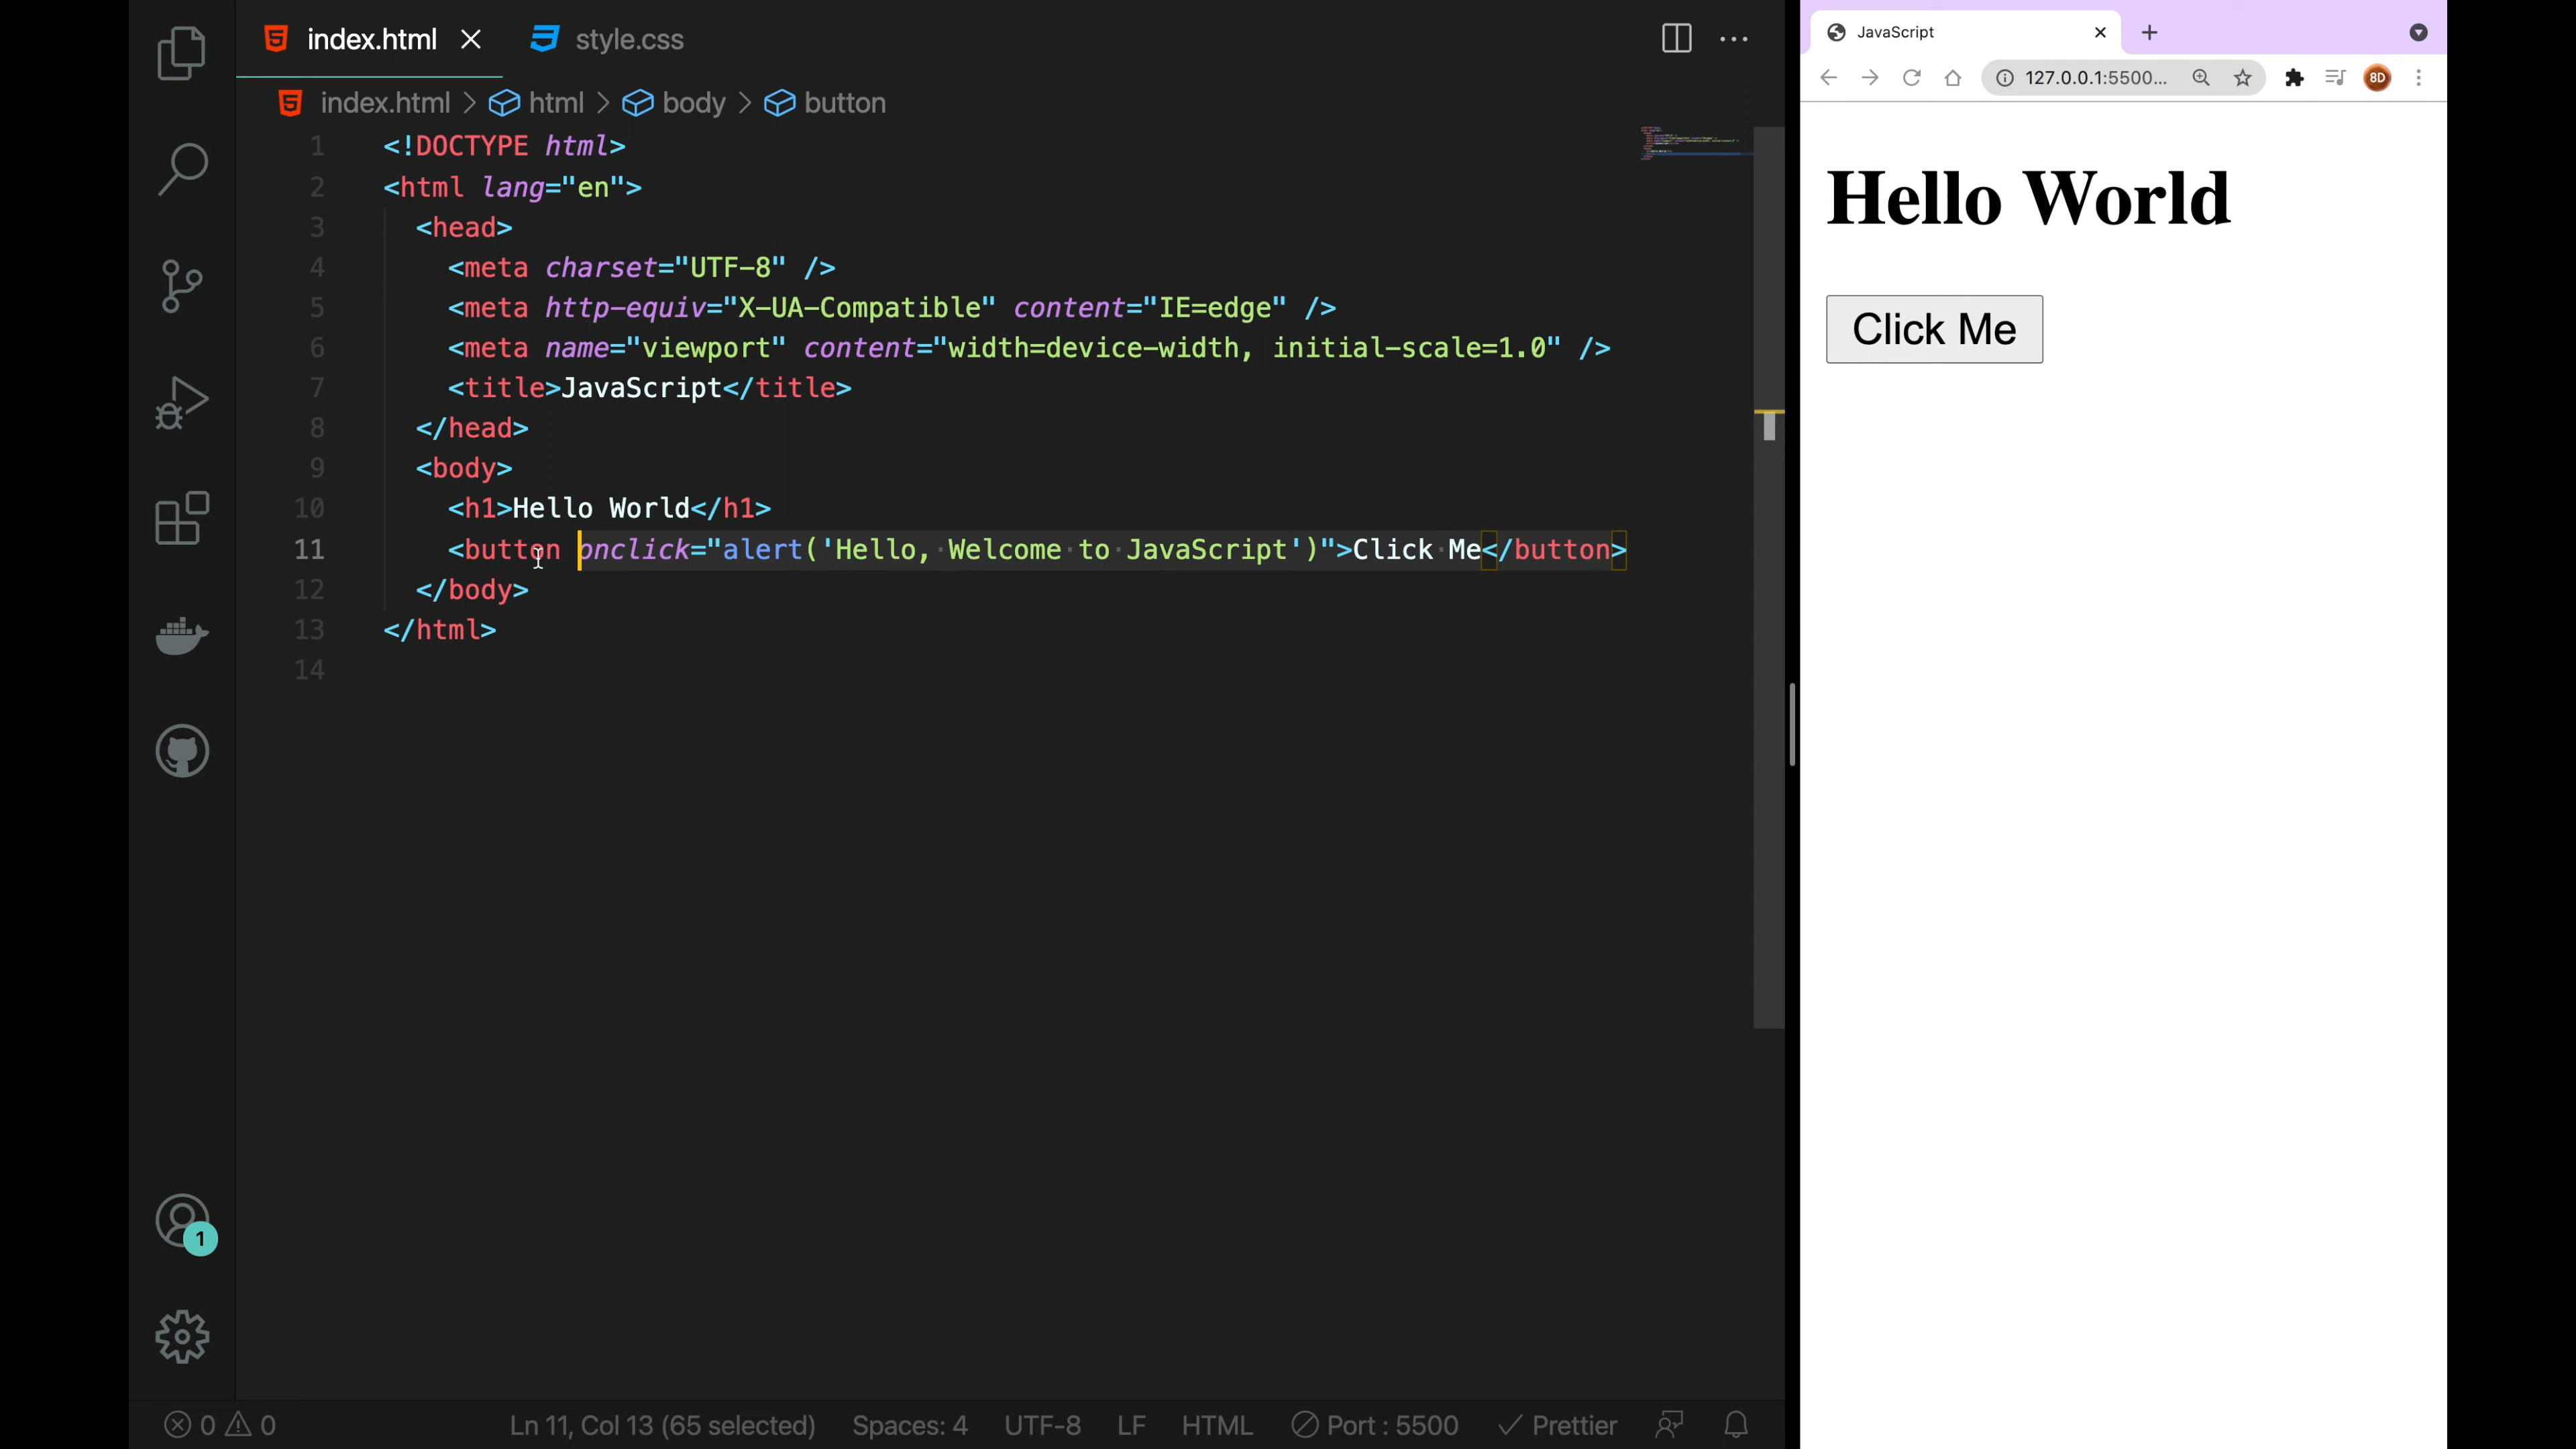 index.html
style.css
index.html > html > body > button
1 <!DOCTYPE html>
2 <html lang="en">
3 <head>
4 <meta charset="UTF-8" />
5 <meta http-equiv="X-UA-Compatible" content="IE=edge" />
6 <meta name="viewport" content="width=device-width, initial-scale=1.0" />
7 <title>JavaScript</title>
8 </head>
9 <body>
10 <h1>Hello World</h1>
11 <button onclick="alert('Hello, Welcome to JavaScript')">Click Me</button>
12 </body>
13 </html>
14
1
0 0 Ln 11, Col 13 (65 selected) Spaces: 4 UTF-8 LF HTML Port : 5500 Prettier
JavaScript
127.0.0.1:5500... 8D
Hello World
Click Me